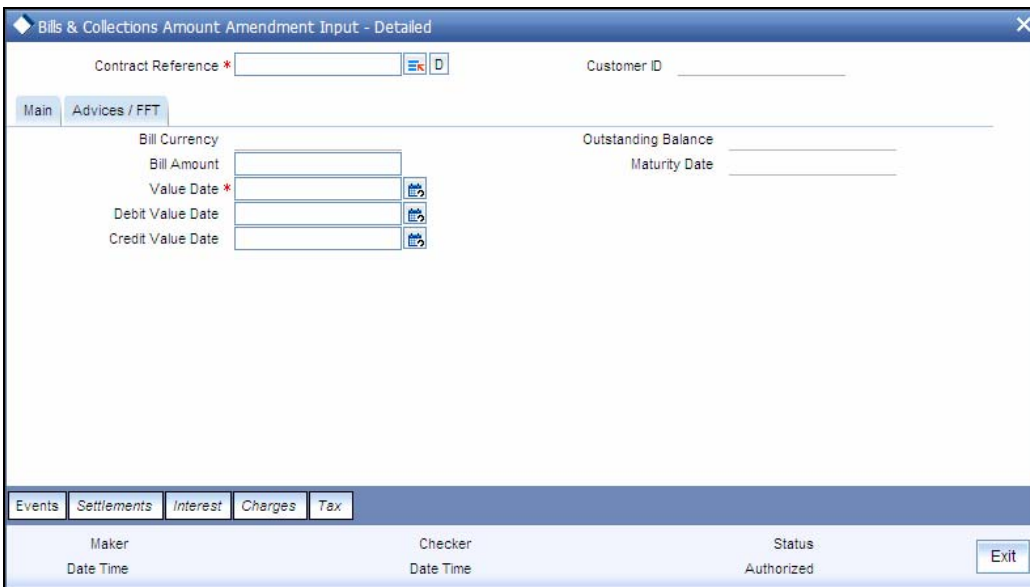 Bills & Collections Amount Amendment Input - Detailed
Contract Reference * D Customer ID
Main Advices / FFT
Bill Currency Outstanding Balance
Bill Amount Maturity Date
Value Date *
Debit Value Date
Credit Value Date
Events Settlements Interest Charges Tax
Maker Checker Status
Date Time Date Time Authorized
Exit